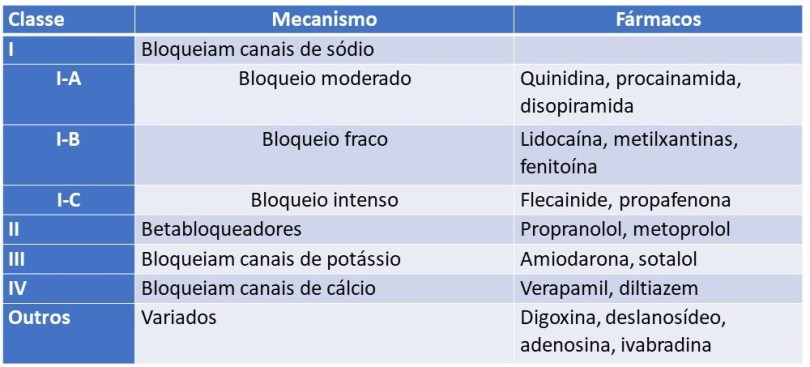 Classe Mecanismo Fármacos
I Bloqueiam canais de sódio
I-A Bloqueio moderado Quinidina, procainamida,
disopiramida
I-B Bloqueio fraco Lidocaína, metilxantinas,
fenitoína
I-C Bloqueio intenso Flecainide, propafenona
II Betabloqueadores Propranolol, metoprolol
III Bloqueiam canais de potássio Amiodarona, sotalol
IV Bloqueiam canais de cálcio Verapamil, diltiazem
Outros Variados Digoxina, deslanosídeo,
adenosina, ivabradina